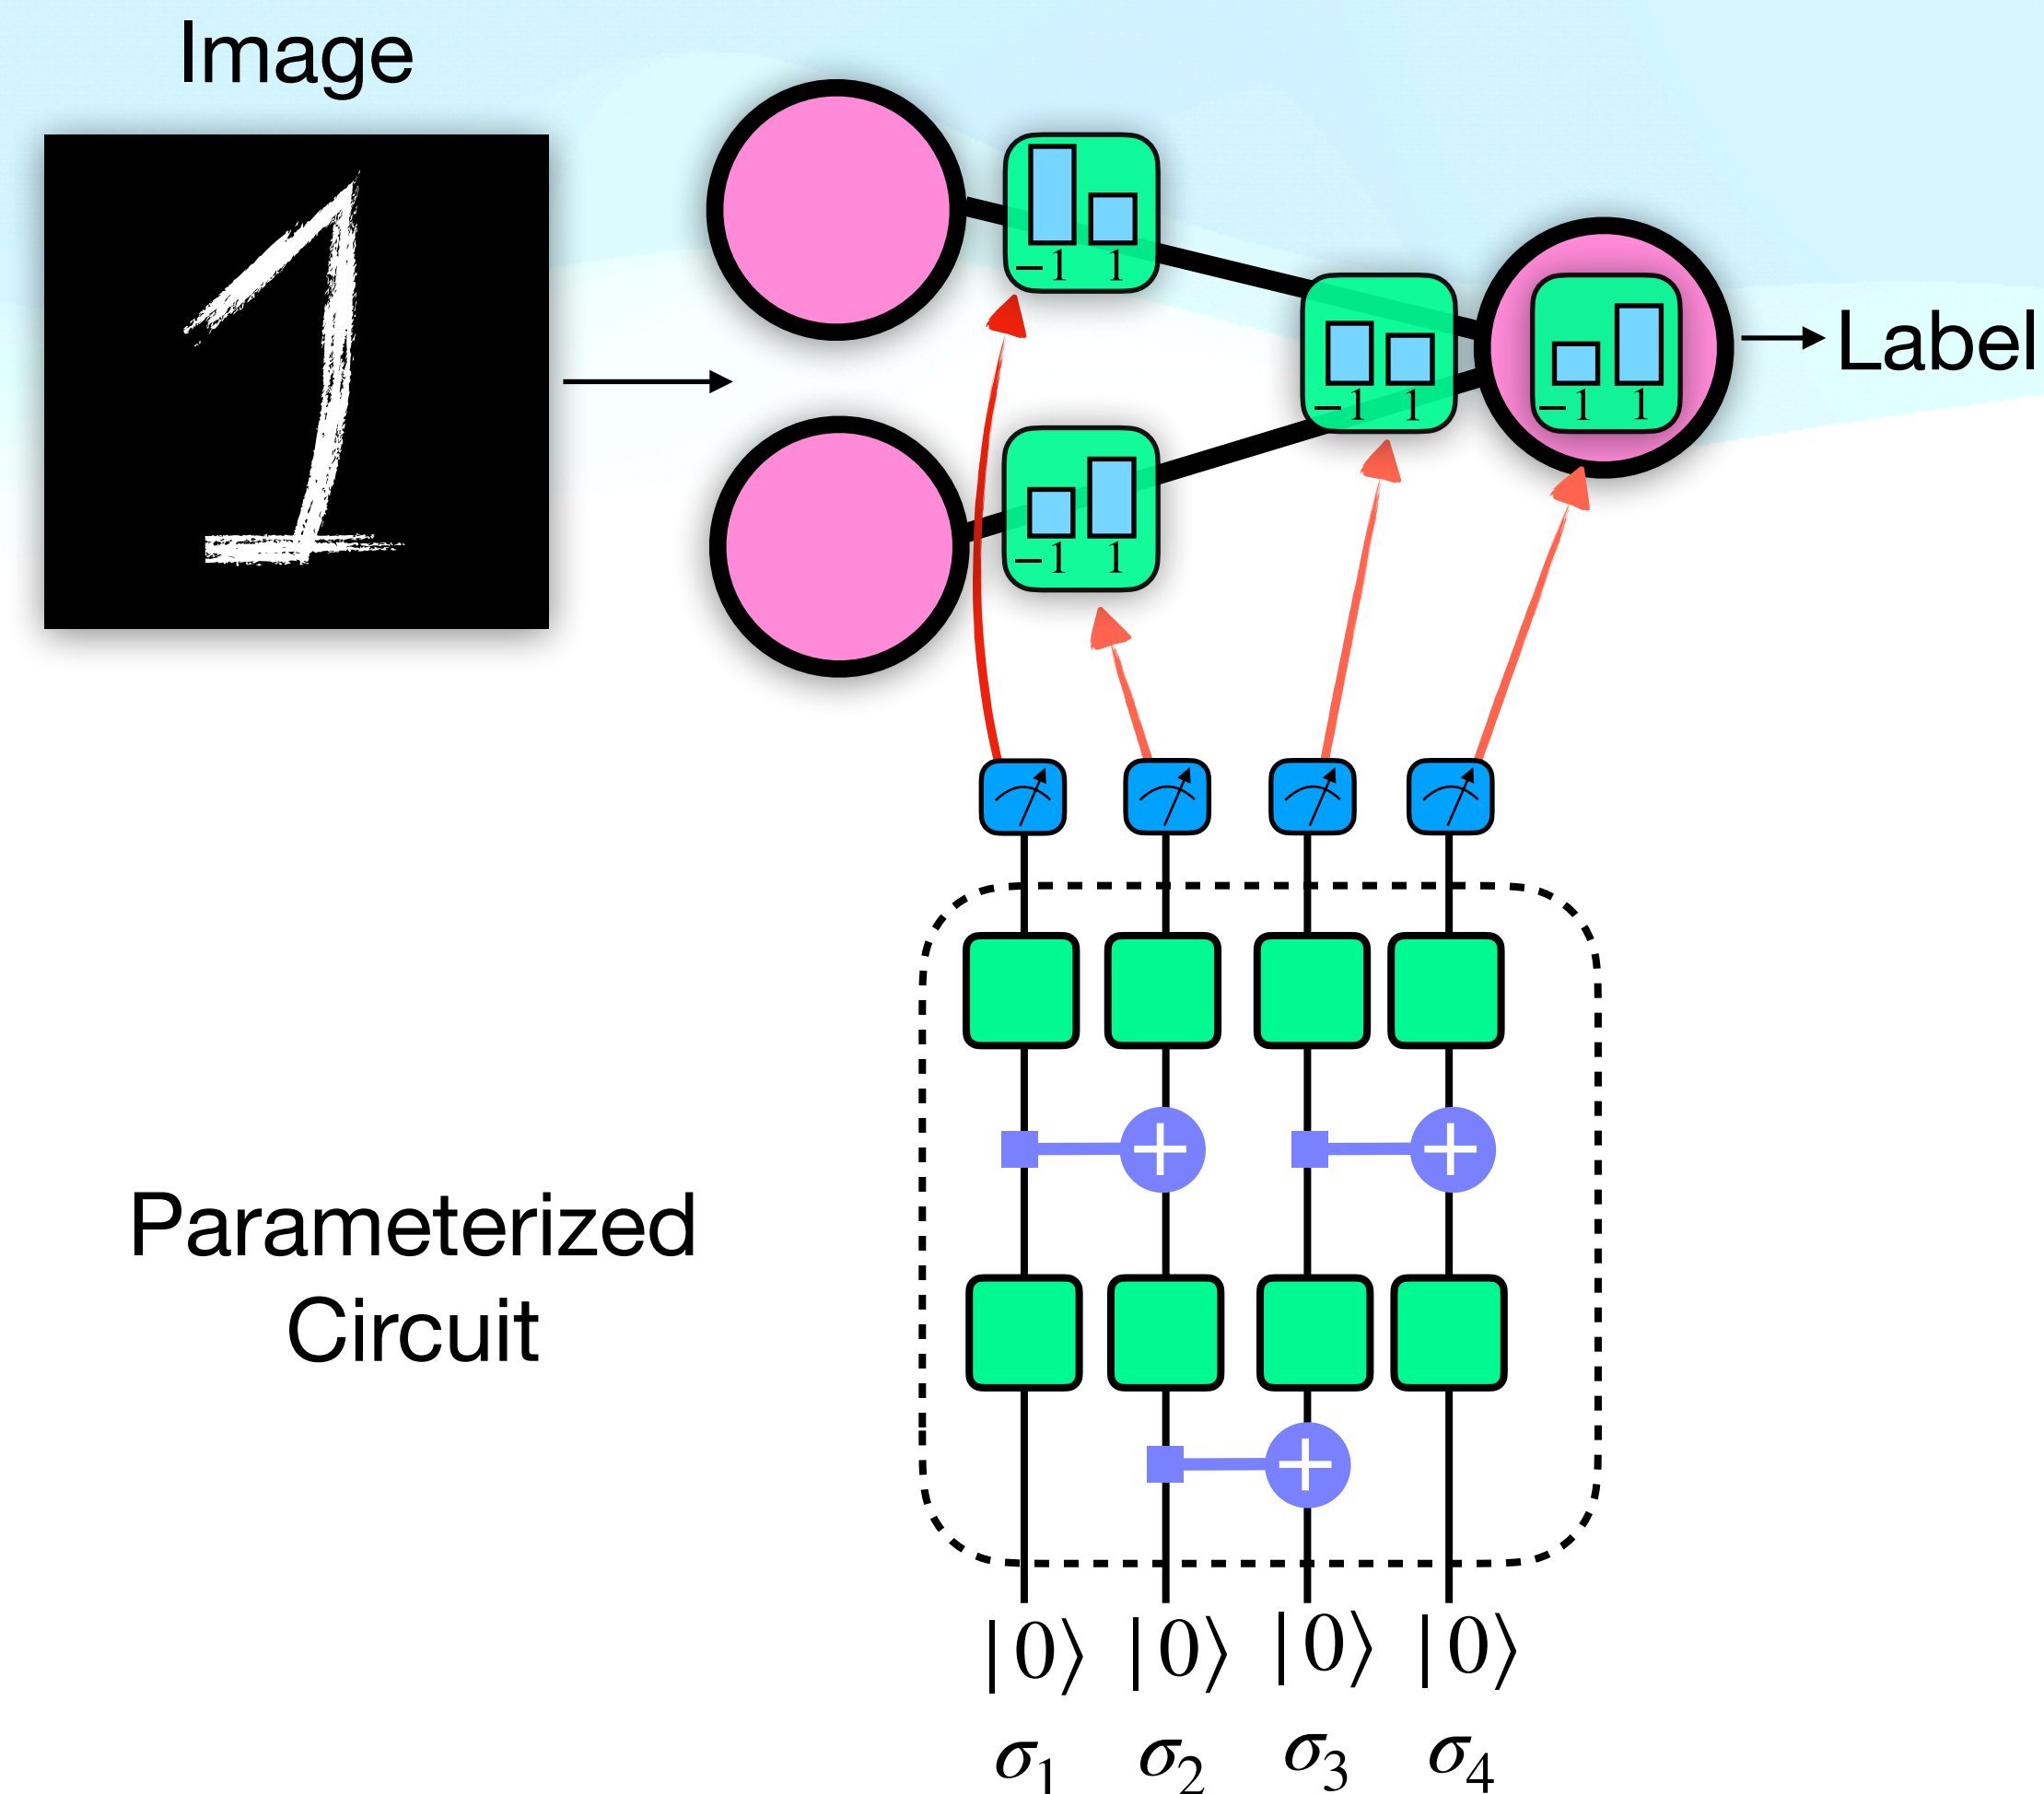 Image
1
−1 1
−1 1
−1 1
−1 1
Label
Parameterized
Circuit
|0⟩ |0⟩ |0⟩ |0⟩
σ1 σ2 σ3 σ4